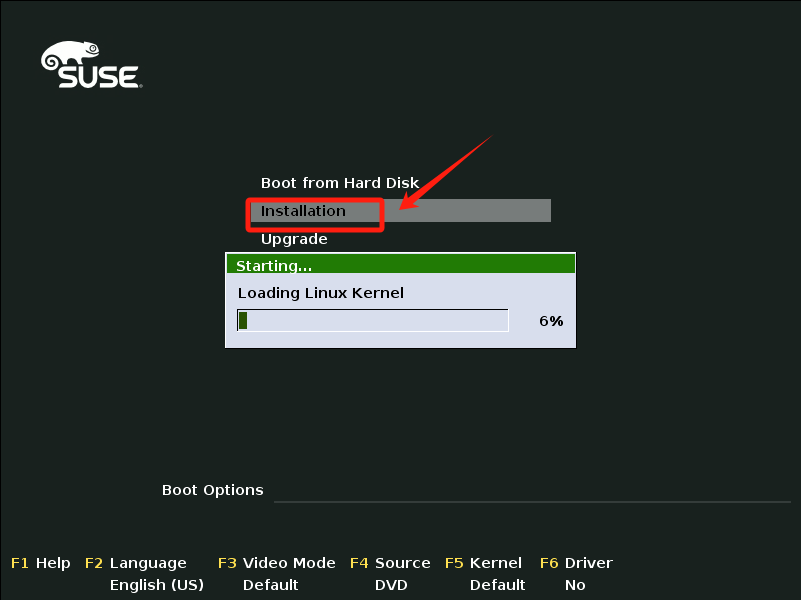 SUSE
Boot from Hard Disk
Installation
Upgrade
Starting...
Loading Linux Kernel
6%
Boot Options
F1 Help F2 Language F3 Video Mode F4 Source F5 Kernel F6 Driver
English (US) Default DVD Default No